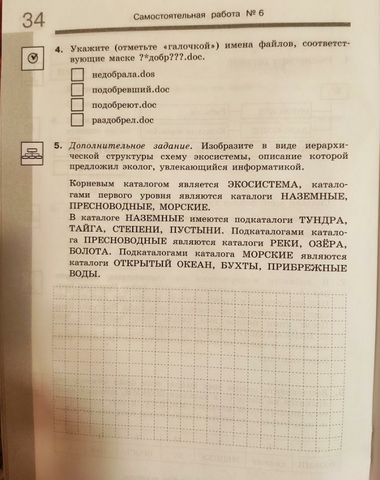 34
Самостоятельная работа № 6
4. Укажите (отметьте «галочкой») имена файлов, соответст-
вующие маске ?*добр???.doc.
недобрала.dos
подобревший.doc
подобреют.doc
раздобрел.doc
5. Дополнительное задание. Изобразите в виде иерархи-
ческой структуры схему экосистемы, описание которой
предложил эколог, увлекающийся информатикой.
Корневым каталогом является ЭКОСИСТЕМА, катало-
гами первого уровня являются каталоги НАЗЕМНЫЕ,
ПРЕСНОВОДНЫЕ, МОРСКИЕ.
В каталоге НАЗЕМНЫЕ имеются подкаталоги ТУНДРА,
ТАЙГА, СТЕПЕНИ, ПУСТЫНИ. Подкаталогами катало-
га ПРЕСНОВОДНЫЕ являются каталоги РЕКИ, ОЗЁРА,
БОЛОТА. Подкаталогами каталога МОРСКИЕ являются
каталоги ОТКРЫТЫЙ ОКЕАН, БУХТЫ, ПРИБРЕЖНЫЕ
ВОДЫ.